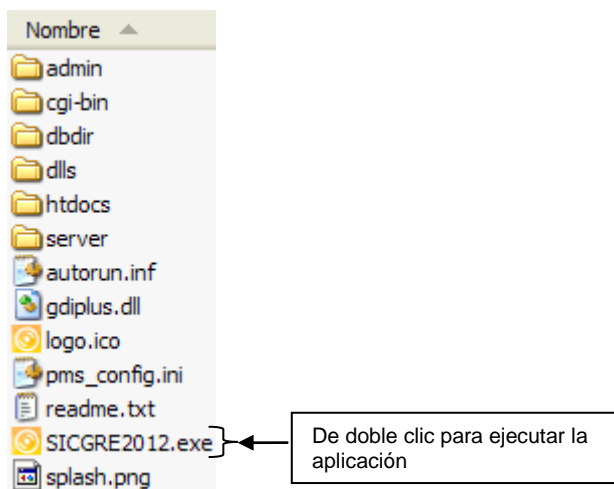 Nombre
admin
cgi-bin
dbdir
dlls
htdocs
server
autorun.inf
gdiplus.dll
logo.ico
pms_config.ini
readme.txt
SICGRE2012.exe
De doble clic para ejecutar la
aplicación
splash.png